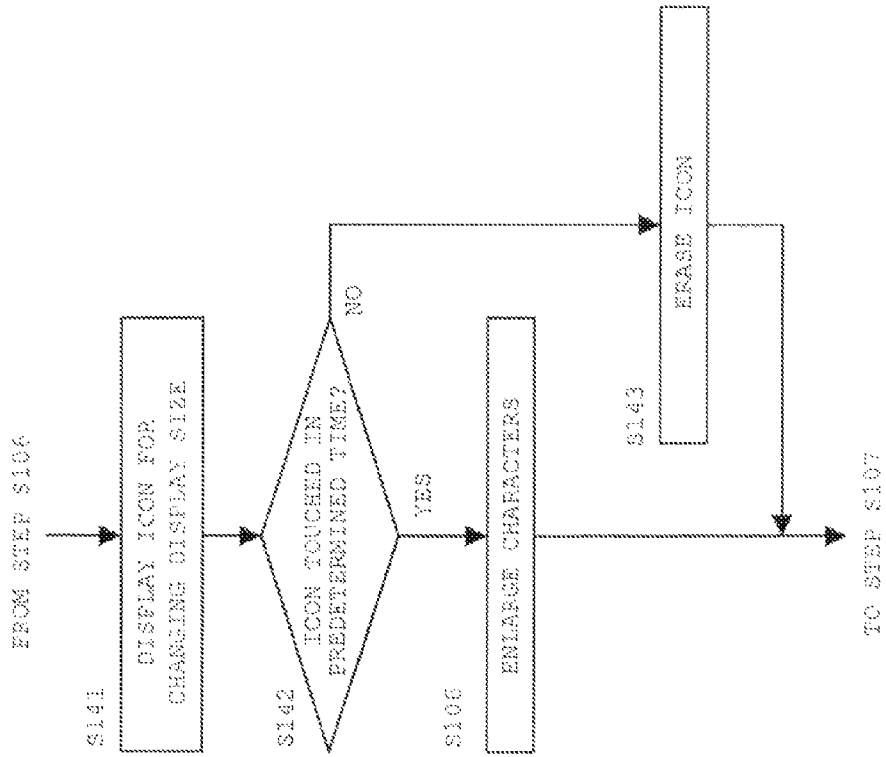 FROM STEP S106
S141
DISPLAY ICON FOR
CHANGING DISPLAY SIZE
S142
ICON TOUCHED IN
PREDETERMINED TIME?
NO
YES
S108
ENLARGE CHARACTERS
S143
ERASE ICON
TO STEP S107